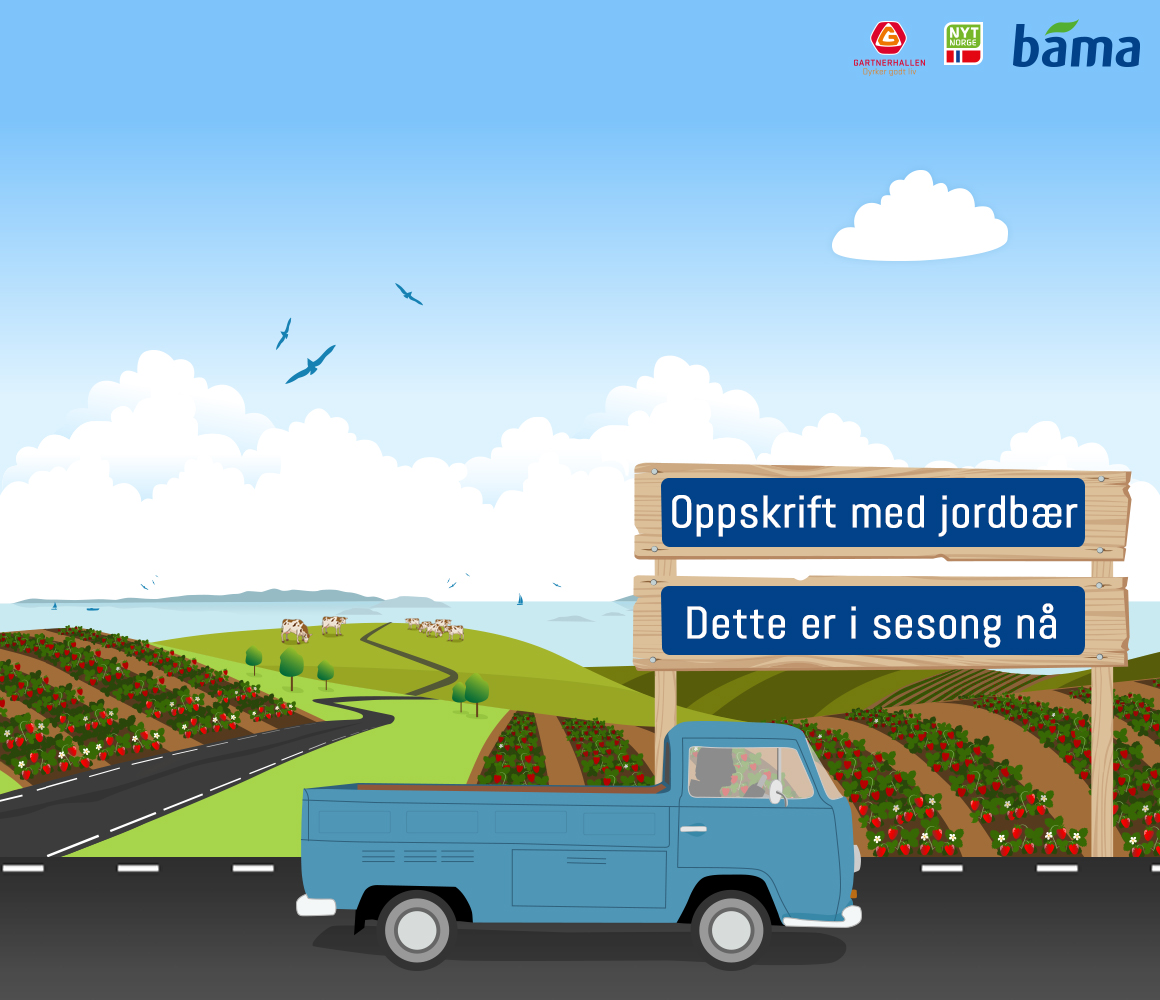 GARTNERHALLEN
Dyrker godt liv
NYT
NORGE
bama
Oppskrift med jordbær
Dette er i sesong nå